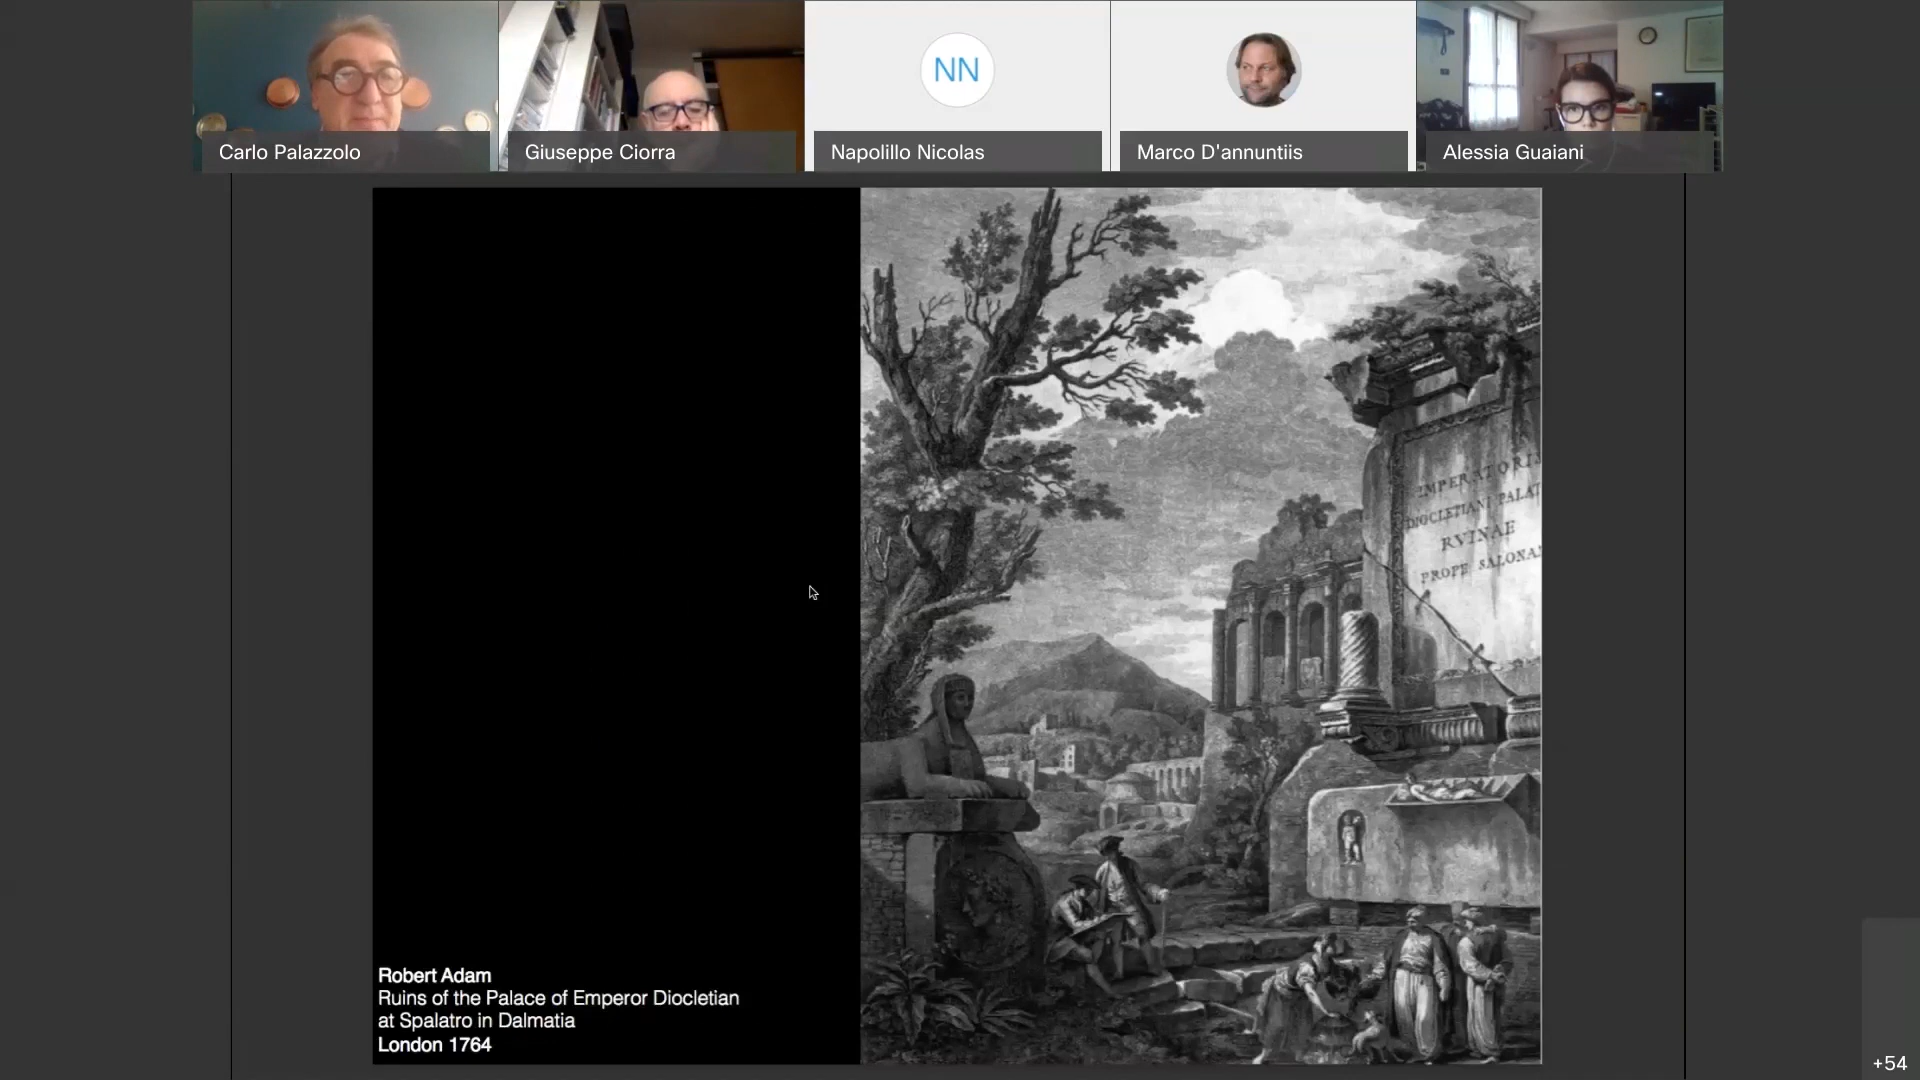 Carlo Palazzolo
Giuseppe Ciorra
NN
Napolillo Nicolas
Marco D'annuntiis
Alessia Guaiani
IMPERATORIS
DIOCLETIANI PALAT
RVINAE
PROPE SALONA
Robert Adam
Ruins of the Palace of Emperor Diocletian
at Spalatro in Dalmatia
London 1764
+54